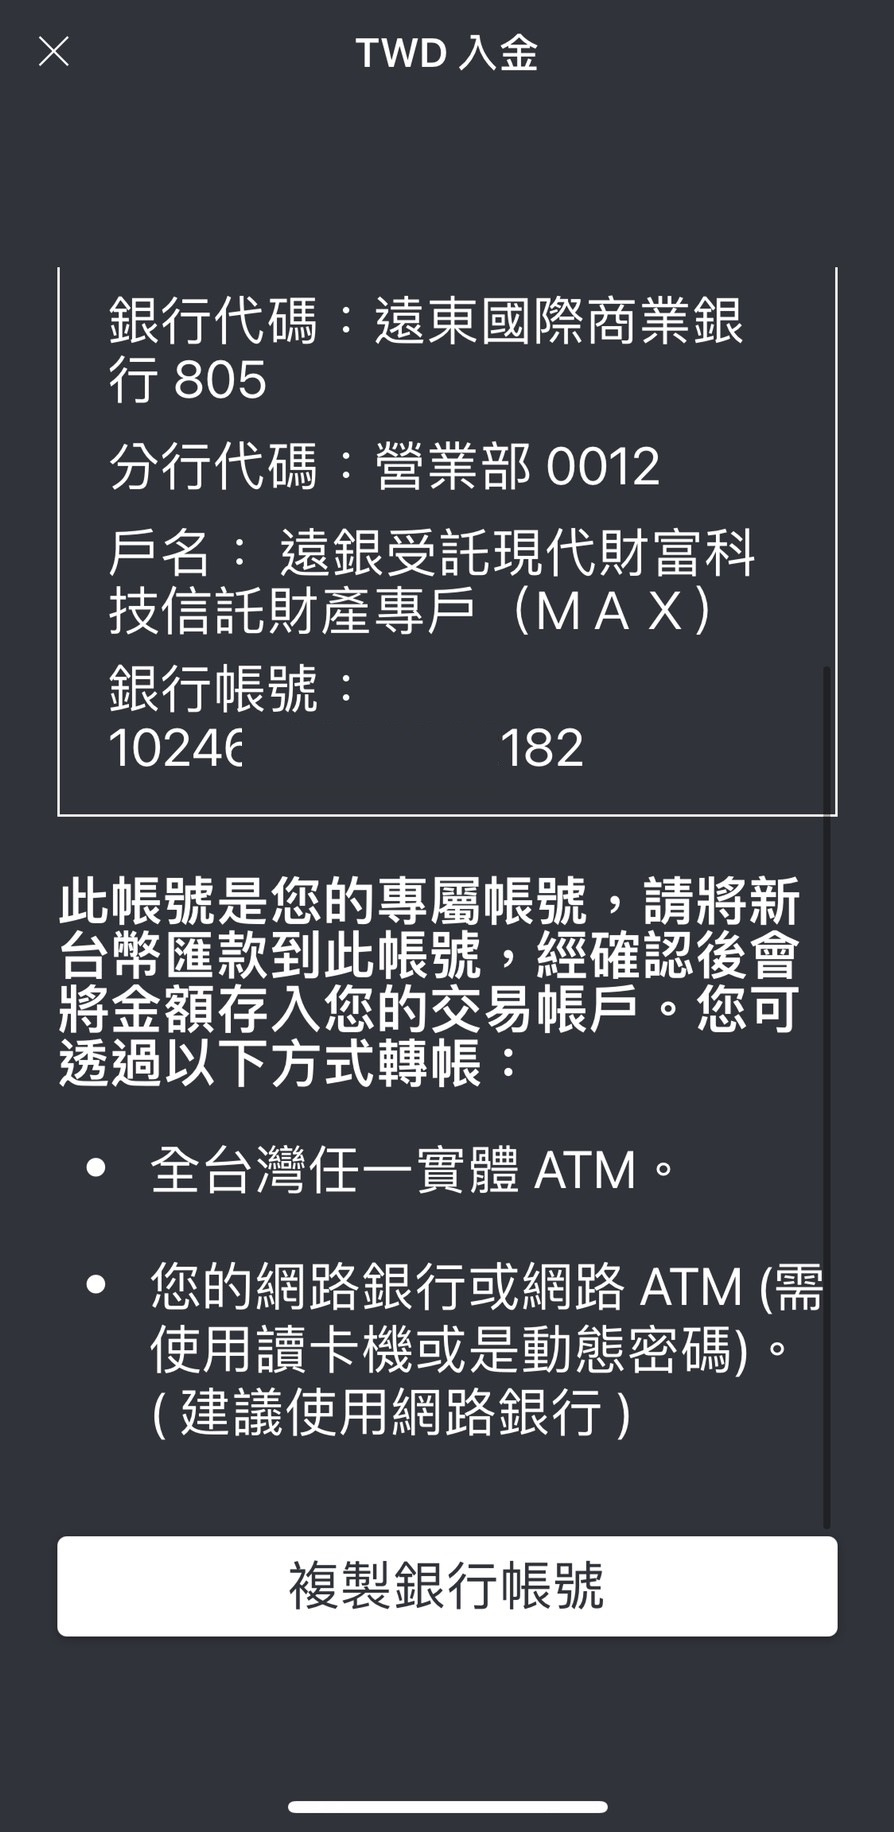 TWD 入金
銀行代碼：遠東國際商業銀
行 805
分行代碼：營業部 0012
戶名： 遠銀受託現代財富科
技信託財產專戶（ＭＡＸ）
銀行帳號：
10246 182
此帳號是您的專屬帳號，請將新
台幣匯款到此帳號，經確認後會
將金額存入您的交易帳戶。您可
透過以下方式轉帳：
• 全台灣任一實體 ATM。
• 您的網路銀行或網路 ATM (需
使用讀卡機或是動態密碼)。
( 建議使用網路銀行 )
複製銀行帳號